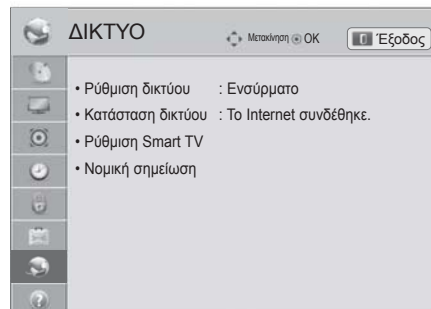 ΔΙΚΤΥΟ Μετακίνηση OK Έξοδος
• Ρύθμιση δικτύου : Ενσύρματο
• Κατάσταση δικτύου : Το Internet συνδέθηκε.
• Ρύθμιση Smart TV
• Νομική σημείωση